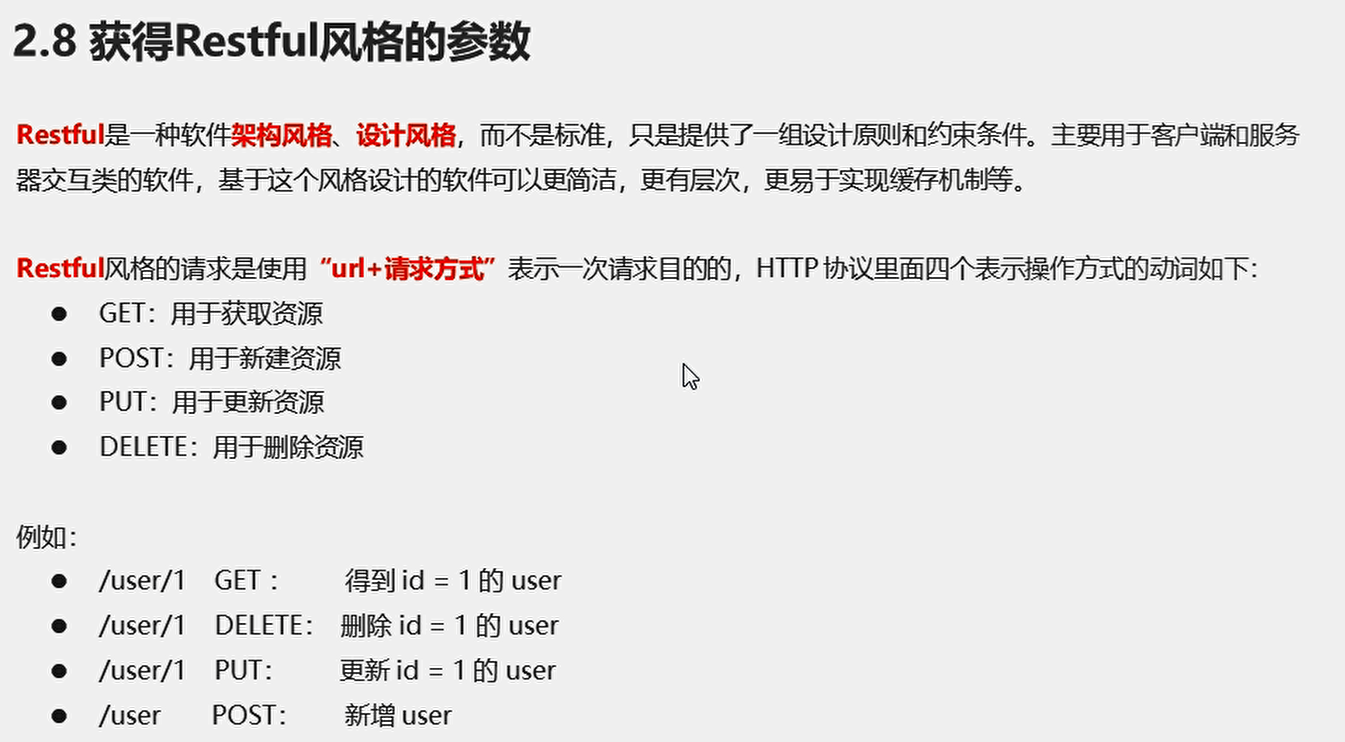 2.8 获得Restful风格的参数
Restful是一种软件架构风格、设计风格，而不是标准，只是提供了一组设计原则和约束条件。主要用于客户端和服务
器交互类的软件，基于这个风格设计的软件可以更简洁，更有层次，更易于实现缓存机制等。
Restful风格的请求是使用“url+请求方式”表示一次请求目的的，HTTP 协议里面四个表示操作方式的动词如下：
● GET：用于获取资源
● POST：用于新建资源
● PUT：用于更新资源
● DELETE：用于删除资源
例如：
● /user/1 GET ： 得到 id = 1 的 user
● /user/1 DELETE： 删除 id = 1 的 user
● /user/1 PUT： 更新 id = 1 的 user
● /user POST： 新增 user